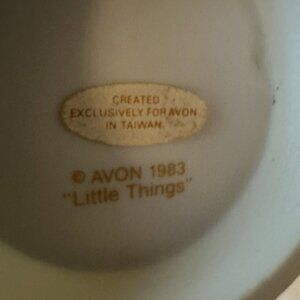 CREATED
EXCLUSIVELY FOR AVON
IN TAIWAN.
© AVON 1983
"Little Things"